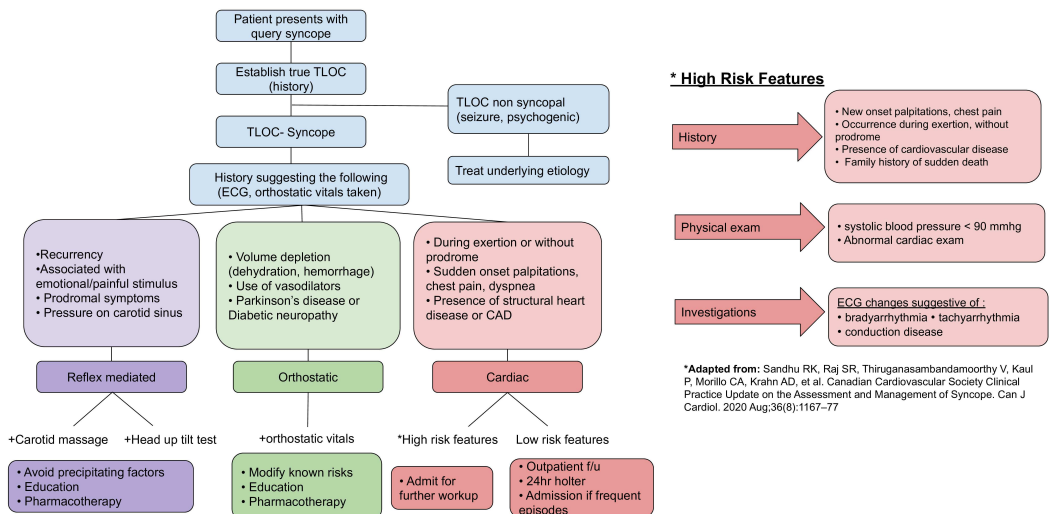 Patient presents with
query syncope
Establish true TLOC
(history)
TLOC non syncopal
(seizure, psychogenic)
TLOC- Syncope
Treat underlying etiology
History suggesting the following
(ECG, orthostatic vitals taken)
•Recurrency
•Associated with
emotional/painful stimulus
• Prodromal symptoms
• Pressure on carotid sinus
• Volume depletion
(dehydration, hemorrhage)
• Use of vasodilators
• Parkinson's disease or
Diabetic neuropathy
• During exertion or without
prodrome
• Sudden onset palpitations,
chest pain, dyspnea
• Presence of structural heart
disease or CAD
Reflex mediated
Orthostatic
Cardiac
+Carotid massage
+Head up tilt test
+orthostatic vitals
*High risk features
Low risk features
• Avoid precipitating factors
• Education
• Pharmacotherapy
• Modify known risks
• Education
• Pharmacotherapy
• Admit for
further workup
• Outpatient f/u
• 24hr holter
• Admission if frequent
episodes
* High Risk Features
History
• New onset palpitations, chest pain
• Occurrence during exertion, without
prodrome
• Presence of cardiovascular disease
• Family history of sudden death
Physical exam
• systolic blood pressure < 90 mmhg
• Abnormal cardiac exam
Investigations
ECG changes suggestive of :
• bradyarrhythmia • tachyarrhythmia
• conduction disease
*Adapted from: Sandhu RK, Raj SR, Thiruganasambandamoorthy V, Kaul
P, Morillo CA, Krahn AD, et al. Canadian Cardiovascular Society Clinical
Practice Update on the Assessment and Management of Syncope. Can J
Cardiol. 2020 Aug;36(8):1167–77